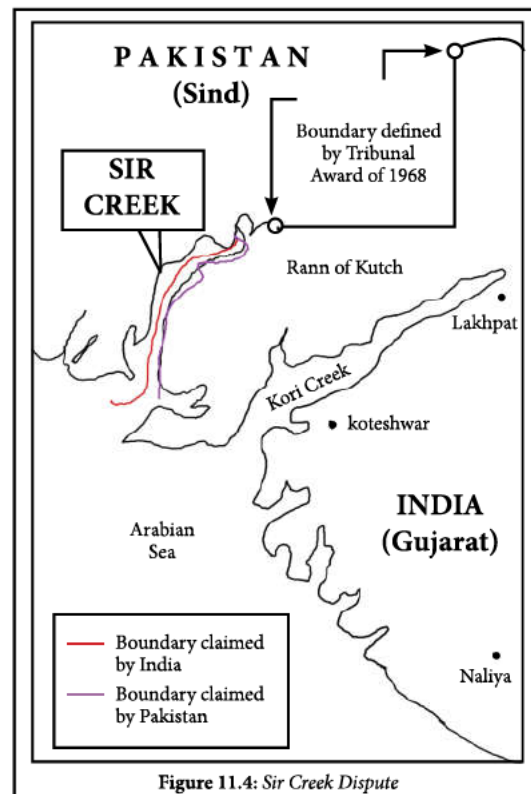 PAKISTAN
(Sind)
Boundary defined
by Tribunal
Award of 1968
SIR
CREEK
Rann of Kutch
Lakhpat
Kori Creek
koteshwar
INDIA
(Gujarat)
Arabian
Sea
Boundary claimed
by India
Boundary claimed
by Pakistan
Naliya
Figure 11.4: Sir Creek Dispute